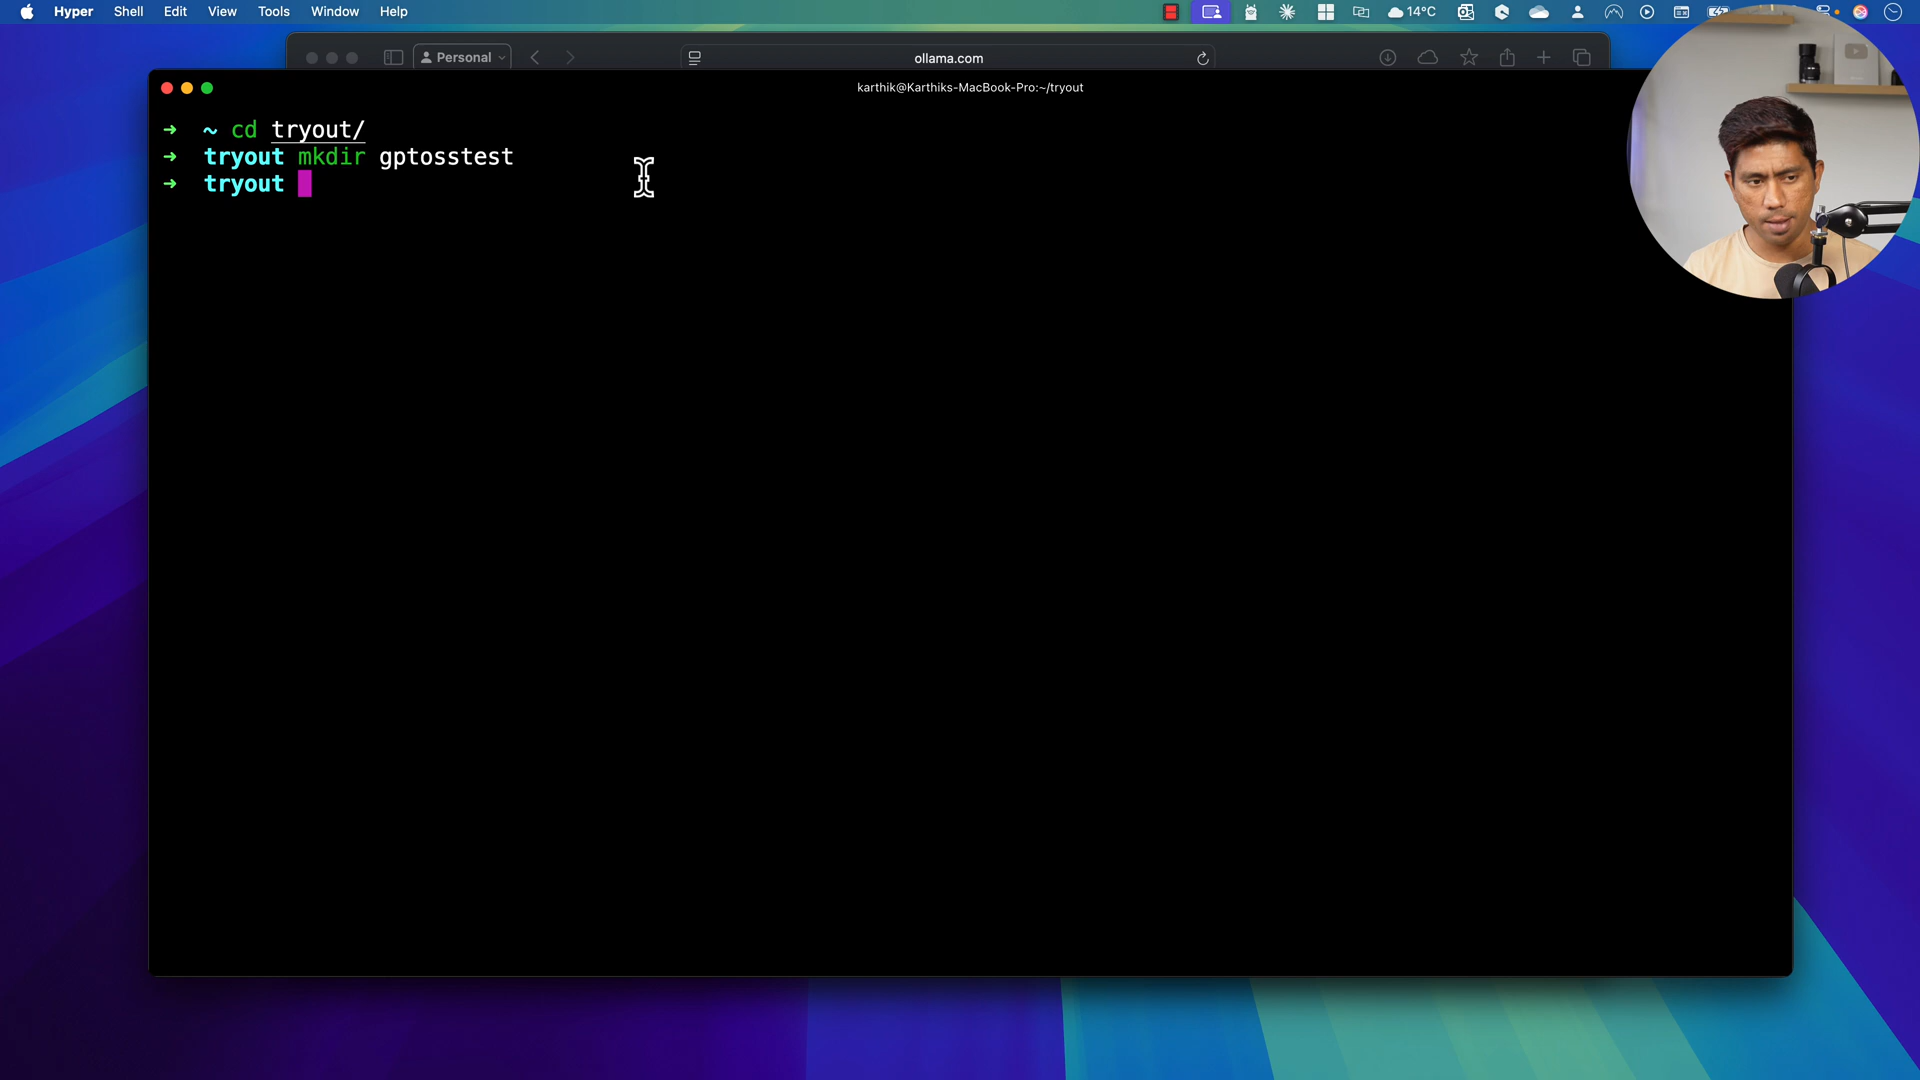 Hyper Shell Edit View Tools Window Help 14°C
Personal ollama.com
karthik@Karthiks-MacBook-Pro:~/tryout
➜ ~ cd tryout/
➜ tryout mkdir gptosstest
➜ tryout